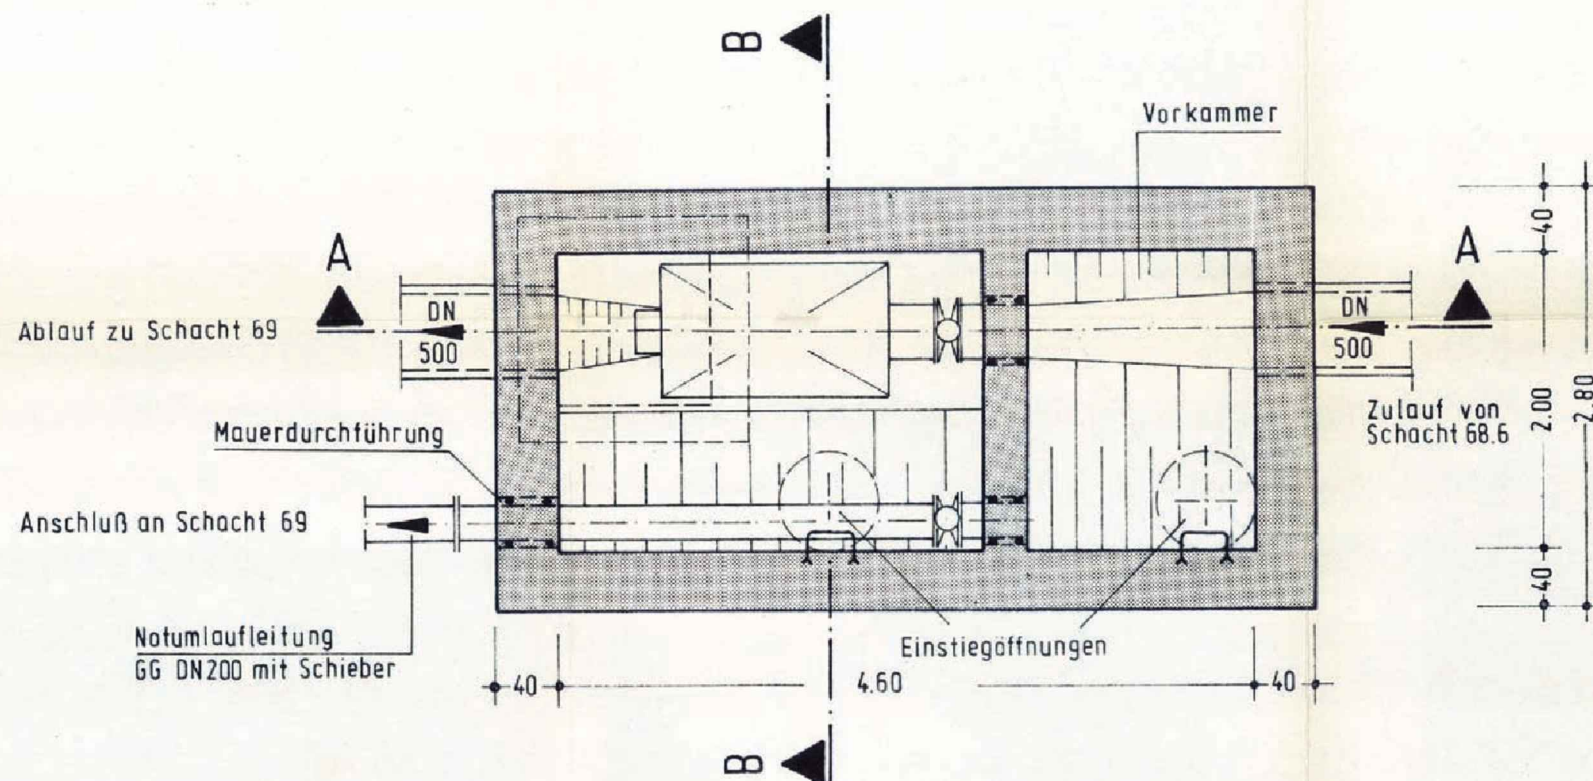 B
Vorkammer
A
A
DN
500
DN
500
Ablauf zu Schacht 69
Zulauf von
Schacht 68.6
Mauerdurchführung
Anschluß an Schacht 69
Notumlaufleitung
GG DN200 mit Schieber
Einstiegöffnungen
40
4.60
40
40
2.00
40
2.80
B